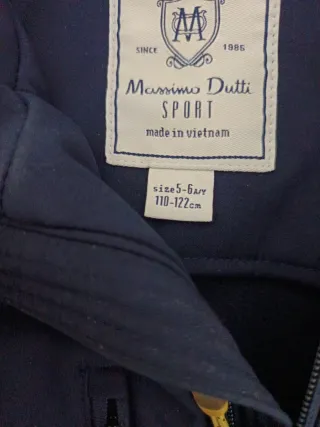 M
SINCE 1985
Massimo Dutti
SPORT
made in vietnam
size 5-6 A/Y
110-122cm